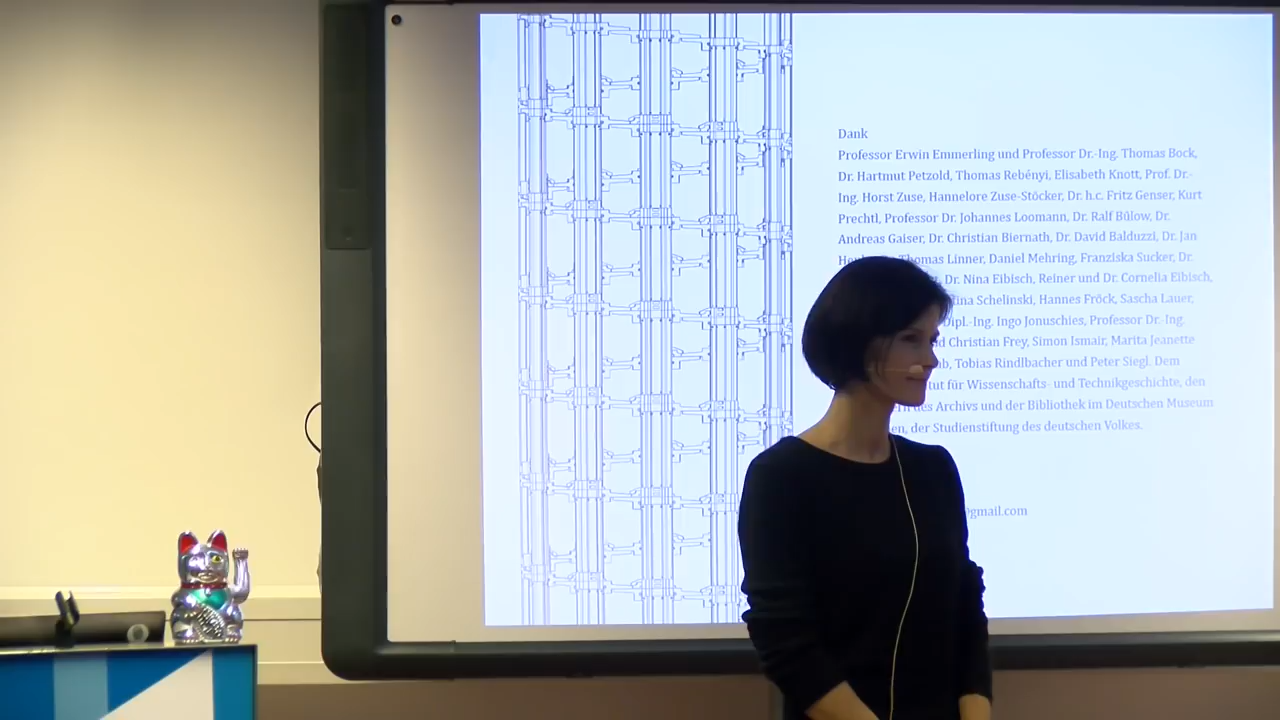 Dank
Professor Erwin Emmerling und Professor Dr.-Ing. Thomas Bock,
Dr. Hartmut Petzold, Thomas Rebényi, Elisabeth Knott, Prof. Dr.-
Ing. Horst Zuse, Hannelore Zuse-Stöcker, Dr. h.c. Fritz Genser, Kurt
Prechtl, Professor Dr. Johannes Loomann, Dr. Ralf Bülow, Dr.
Andreas Gaiser, Dr. Christian Biernath, Dr. David Balduzzi, Dr. Jan
Thomas Linner, Daniel Mehring, Franziska Sucker, Dr.
Dr. Nina Eibisch, Reiner und Dr. Cornelia Eibisch,
Schelinski, Hannes Fröck, Sascha Lauer,
Dipl.-Ing. Ingo Jonuschies, Professor Dr.-Ing.
Christian Frey, Simon Ismair, Marita Jeanette
Tobias Rindlbacher und Peter Siegl. Dem
für Wissenschafts- und Technikgeschichte, den
des Archivs und der Bibliothek im Deutschen Museum
der Studienstiftung des deutschen Volkes.
@gmail.com